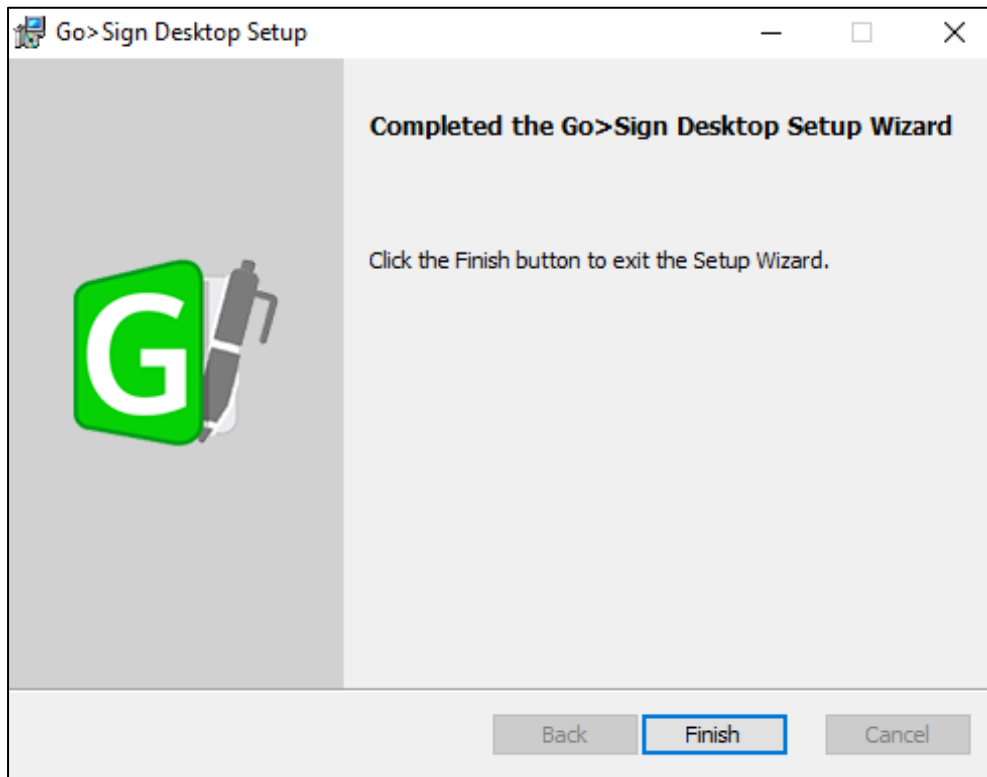 Go>Sign Desktop Setup
Completed the Go>Sign Desktop Setup Wizard
Click the Finish button to exit the Setup Wizard.
G
Back Finish Cancel